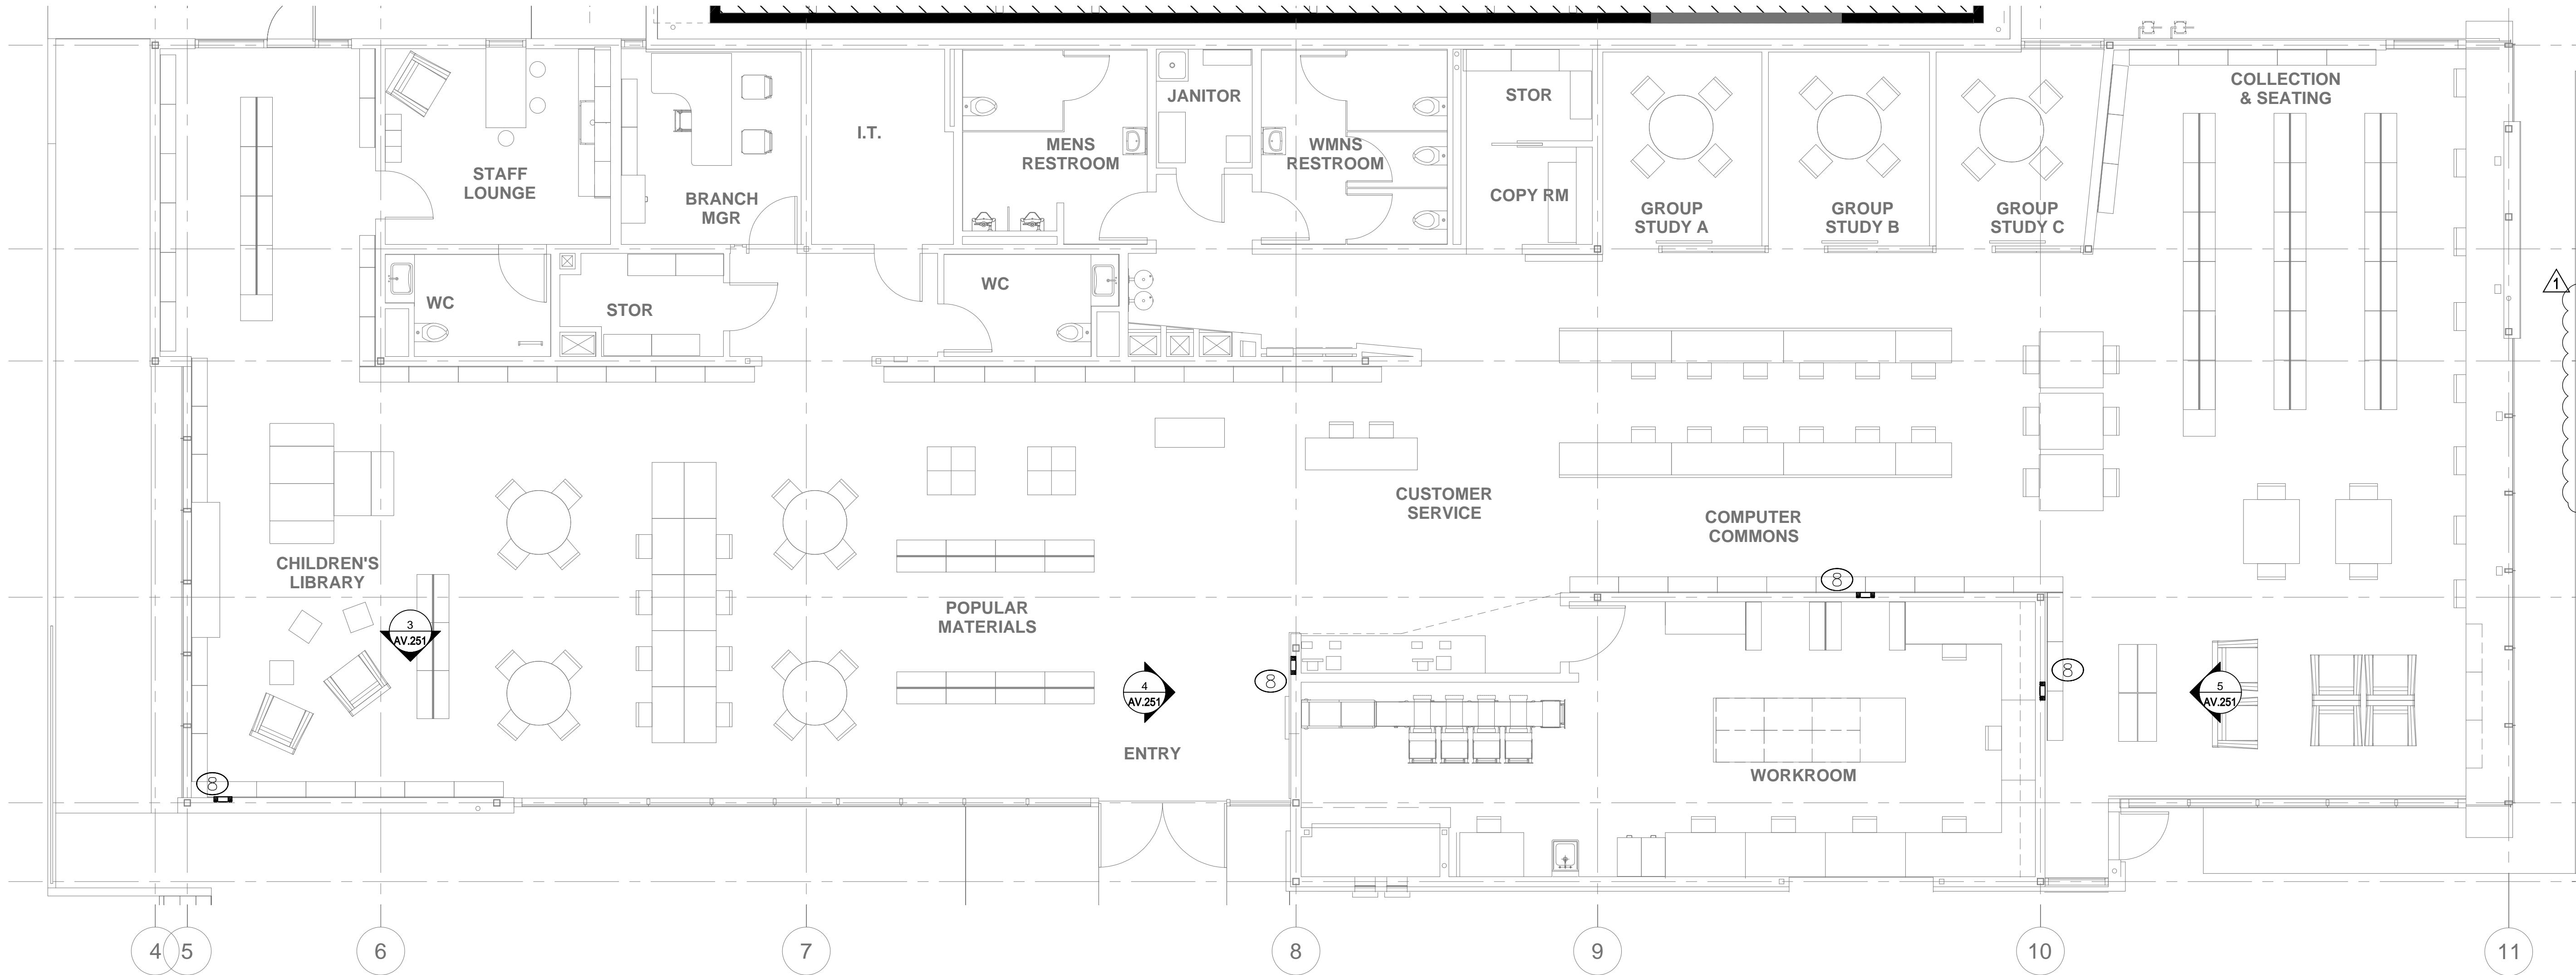 COLLECTION
& SEATING
STOR
JANITOR
I.T.
MENS
RESTROOM
WMNS
RESTROOM
STAFF
LOUNGE
BRANCH
MGR
COPY RM
GROUP
STUDY A
GROUP
STUDY B
GROUP
STUDY C
WC
STOR
WC
1
CUSTOMER
SERVICE
COMPUTER
COMMONS
CHILDREN'S
LIBRARY
POPULAR
MATERIALS
8
3
AV.251
8
8
4
AV.251
5
AV.251
ENTRY
WORKROOM
8
4
5
6
7
8
9
10
11